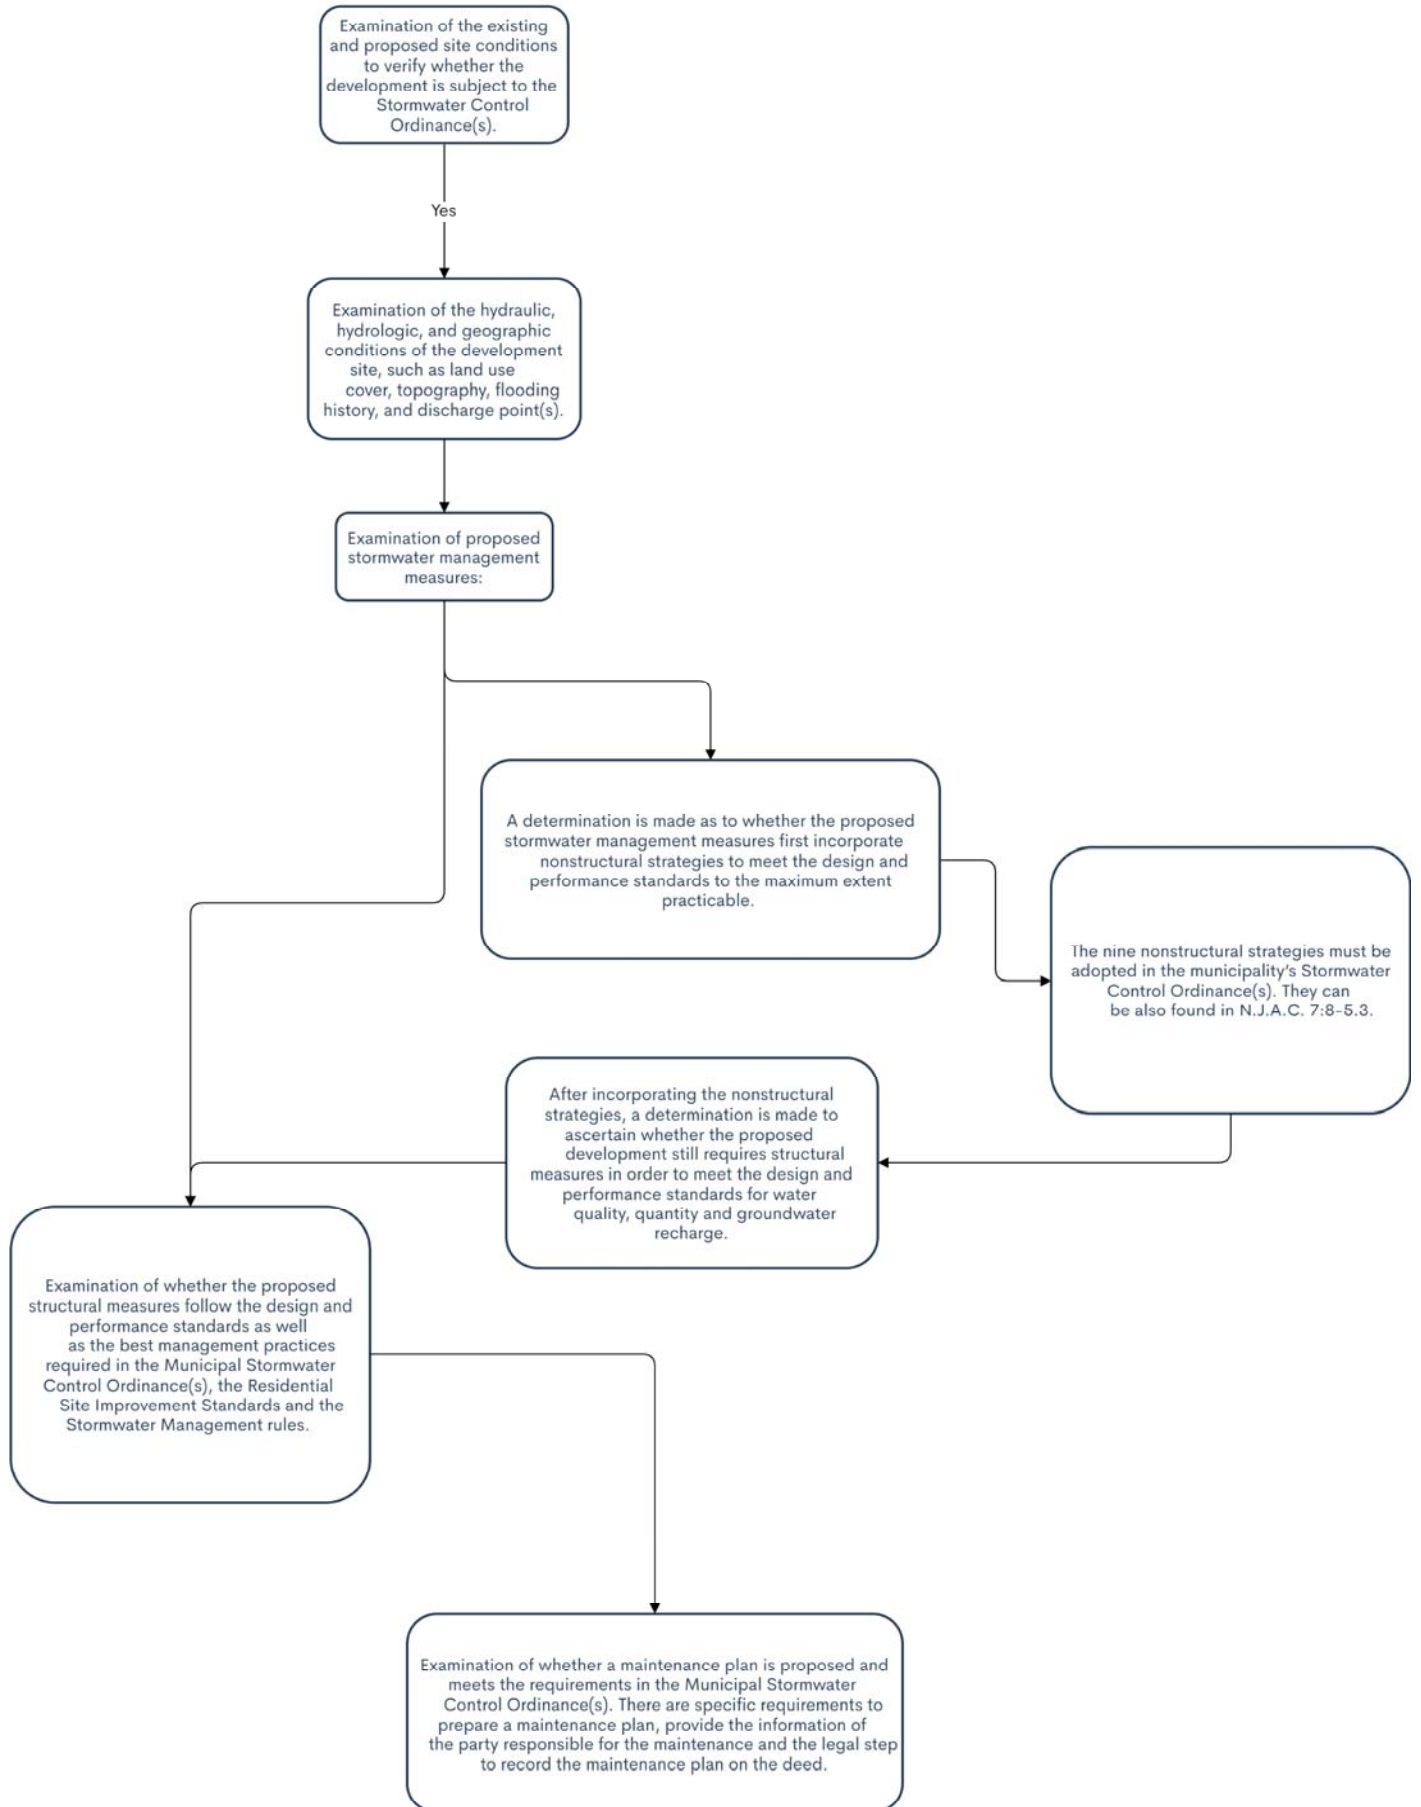 Examination of the existing
and proposed site conditions
to verify whether the
development is subject to the
Stormwater Control
Ordinance(s).
Yes
Examination of the hydraulic,
hydrologic, and geographic
conditions of the development
site, such as land use
cover, topography, flooding
history, and discharge point(s).
Examination of proposed
stormwater management
measures:
A determination is made as to whether the proposed
stormwater management measures first incorporate
nonstructural strategies to meet the design and
performance standards to the maximum extent
practicable.
The nine nonstructural strategies must be
adopted in the municipality's Stormwater
Control Ordinance(s). They can
be also found in N.J.A.C. 7:8-5.3.
After incorporating the nonstructural
strategies, a determination is made to
ascertain whether the proposed
development still requires structural
measures in order to meet the design and
performance standards for water
quality, quantity and groundwater
recharge.
Examination of whether the proposed
structural measures follow the design and
performance standards as well
as the best management practices
required in the Municipal Stormwater
Control Ordinance(s), the Residential
Site Improvement Standards and the
Stormwater Management rules.
Examination of whether a maintenance plan is proposed and
meets the requirements in the Municipal Stormwater
Control Ordinance(s). There are specific requirements to
prepare a maintenance plan, provide the information of
the party responsible for the maintenance and the legal step
to record the maintenance plan on the deed.